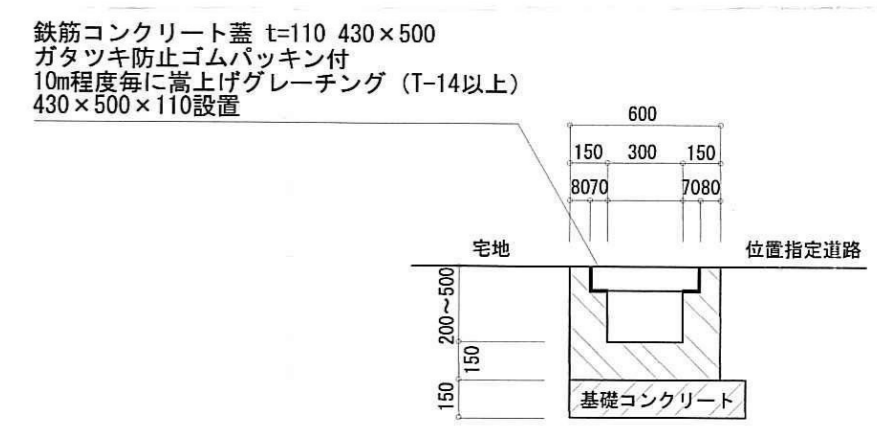 鉄筋コンクリート蓋 t=110 430×500
ガタツキ防止ゴムパッキン付
10m程度毎に嵩上げグレーチング（T-14以上）
430×500×110設置
600
150 300 150
8070 7080
宅地 位置指定道路
200~500
150
150
基礎コンクリート